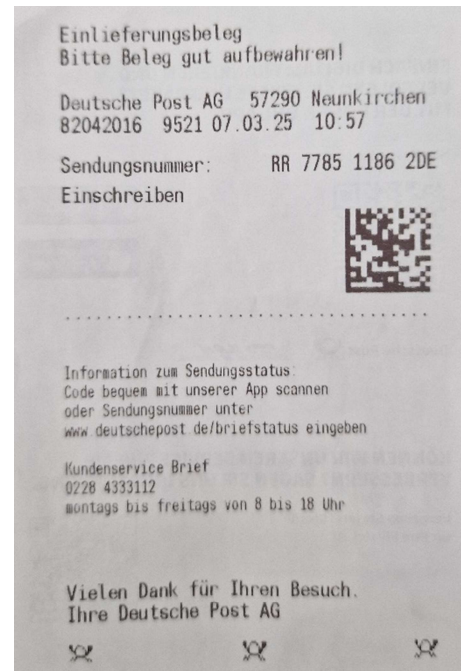 Einlieferungsbeleg
Bitte Beleg gut aufbewahren!
Deutsche Post AG 57290 Neunkirchen
82042016 9521 07.03.25 10:57
Sendungsnummer: RR 7785 1186 2DE
Einschreiben
Information zum Sendungsstatus:
Code bequem mit unserer App scannen
oder Sendungsnummer unter
www.deutschepost.de/briefstatus eingeben
Kundenservice Brief
0228 4333112
montags bis freitags von 8 bis 18 Uhr
Vielen Dank für Ihren Besuch.
Ihre Deutsche Post AG